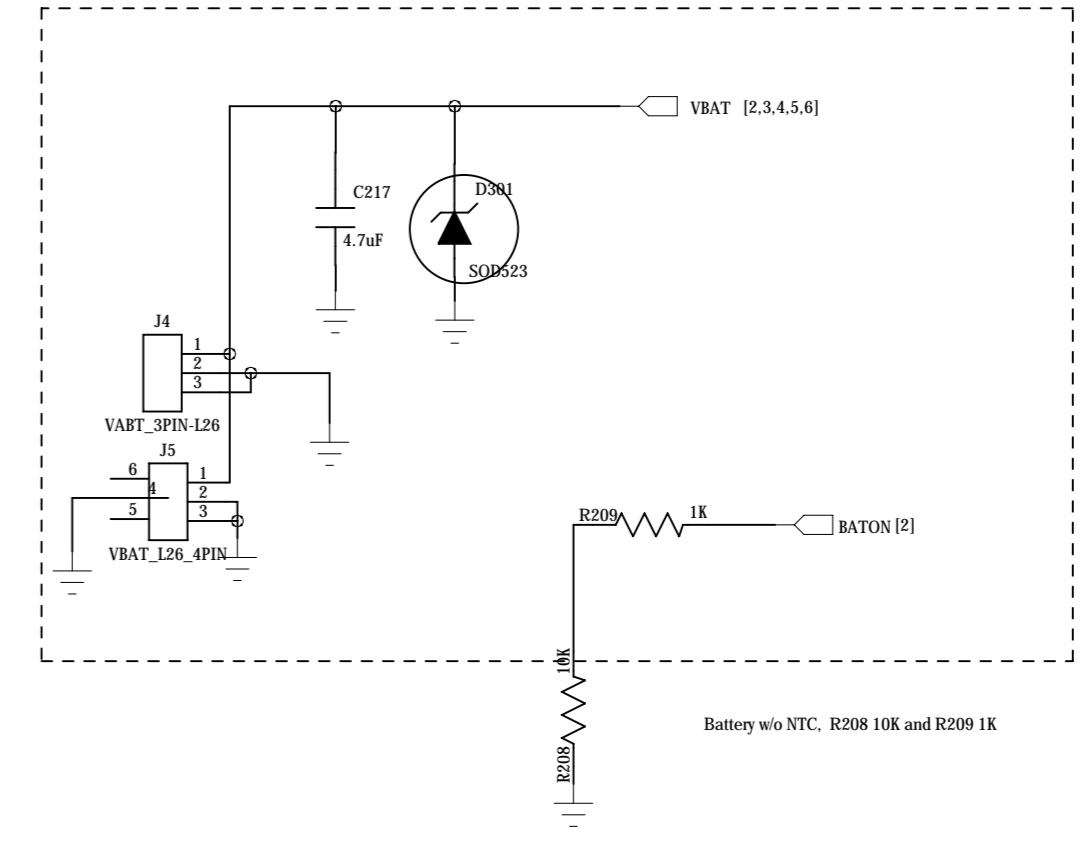 VBAT [2,3,4,5,6]
C217
4.7uF
D301
SOD523
J4
1
2
3
VABT_3PIN-L26
J5
6
4
5
1
2
3
VBAT_L26_4PIN
R209
1K
BATON [2]
10K
R208
Battery w/o NTC, R208 10K and R209 1K